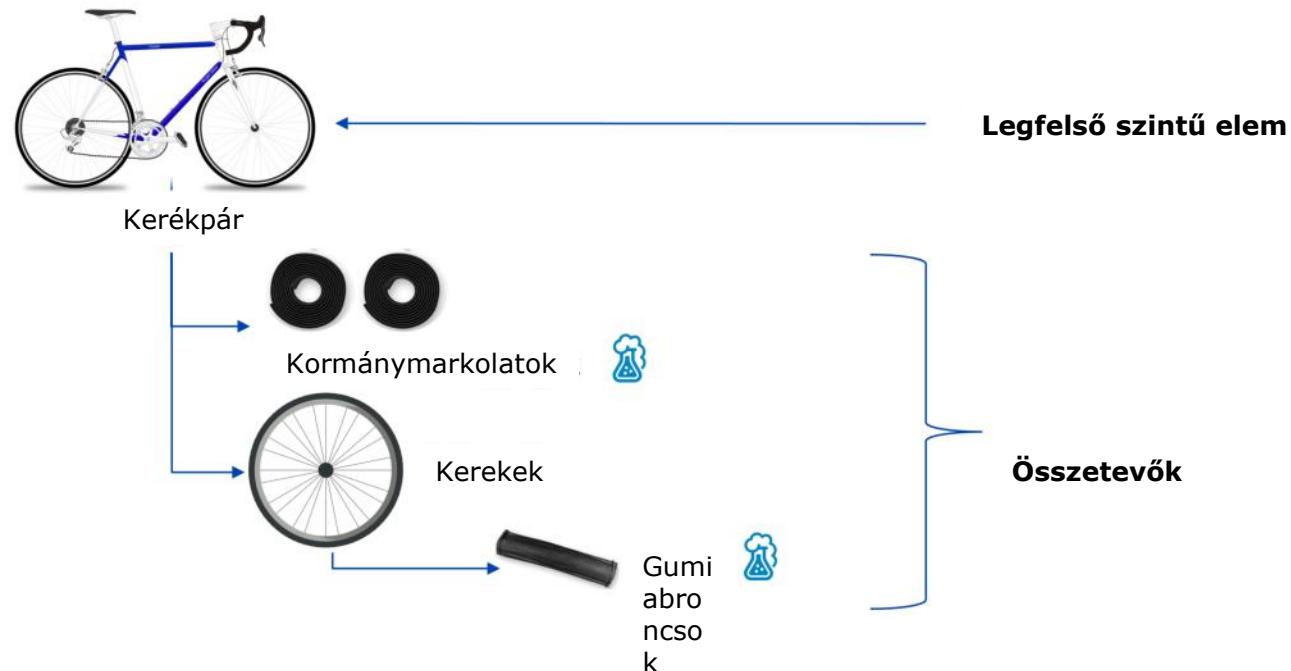 Legfelső szintű elem
Kerékpár
Kormánymarkolatok
Kerekek
Összetevők
Gumi
abro
ncso
k